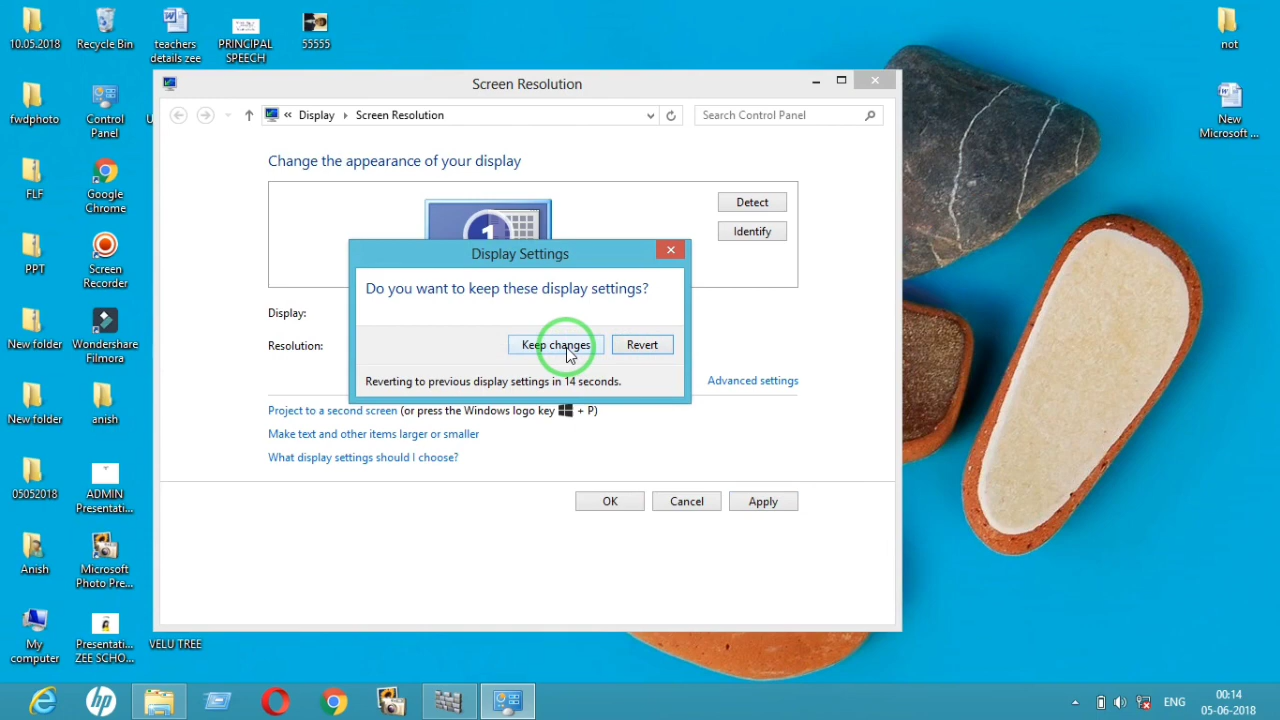 10.05.2018
Recycle Bin
teachers
details zee
PRINCIPAL
SPEECH
55555
not
Screen Resolution
fwdphoto
Control
Panel
Display
Screen Resolution
Search Control Panel
New
Microsoft ...
Change the appearance of your display
FLF
Google
Chrome
1
Detect
Identify
Display Settings
Do you want to keep these display settings?
PPT
Screen
Recorder
Display:
New folder
Wondershare
Filmora
Resolution:
Keep changes
Revert
Reverting to previous display settings in 14 seconds.
Advanced settings
New folder
anish
Project to a second screen (or press the Windows logo key + P)
Make text and other items larger or smaller
What display settings should I choose?
05052018
ADMIN
Presentati...
OK
Cancel
Apply
Anish
Microsoft
Photo Pre...
My
computer
Presentati...
ZEE SCHO...
VELU TREE
hp
ENG
00:14
05-06-2018